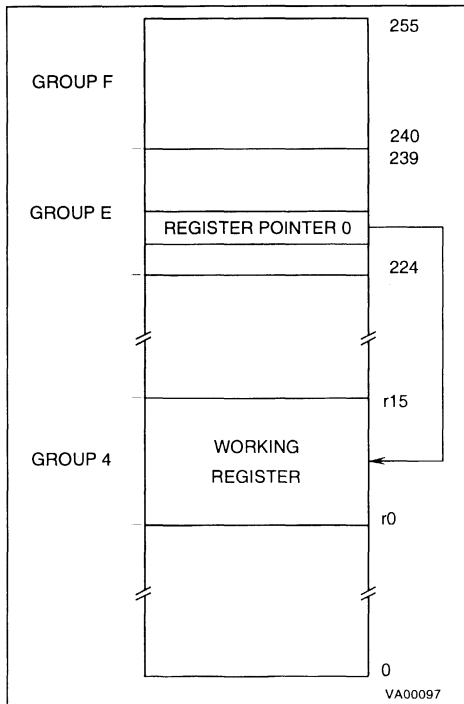 255
GROUP F
240
239
GROUP E
REGISTER POINTER 0
224
r15
WORKING
GROUP 4
REGISTER
r0
0
VA00097